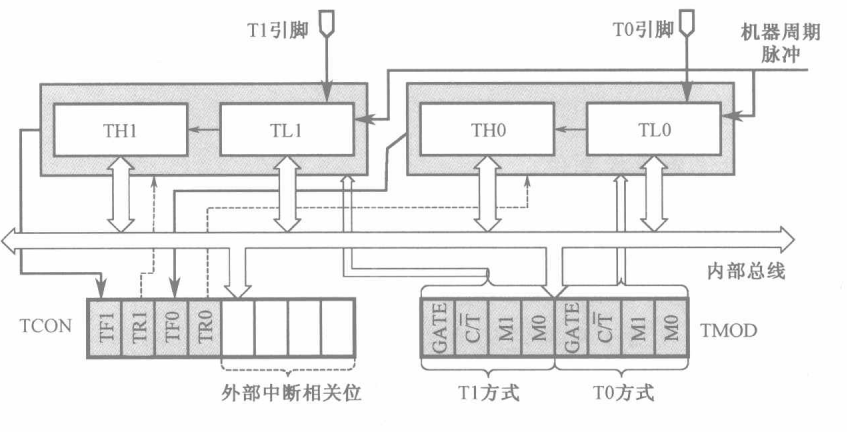 T1引脚
T0引脚
机器周期
脉冲
TH1
TL1
TH0
TL0
内部总线
TCON
TF1
TR1
TF0
TR0
GATE
C/T̅
M1
M0
GATE
C/T̅
M1
M0
TMOD
外部中断相关位
T1方式
T0方式